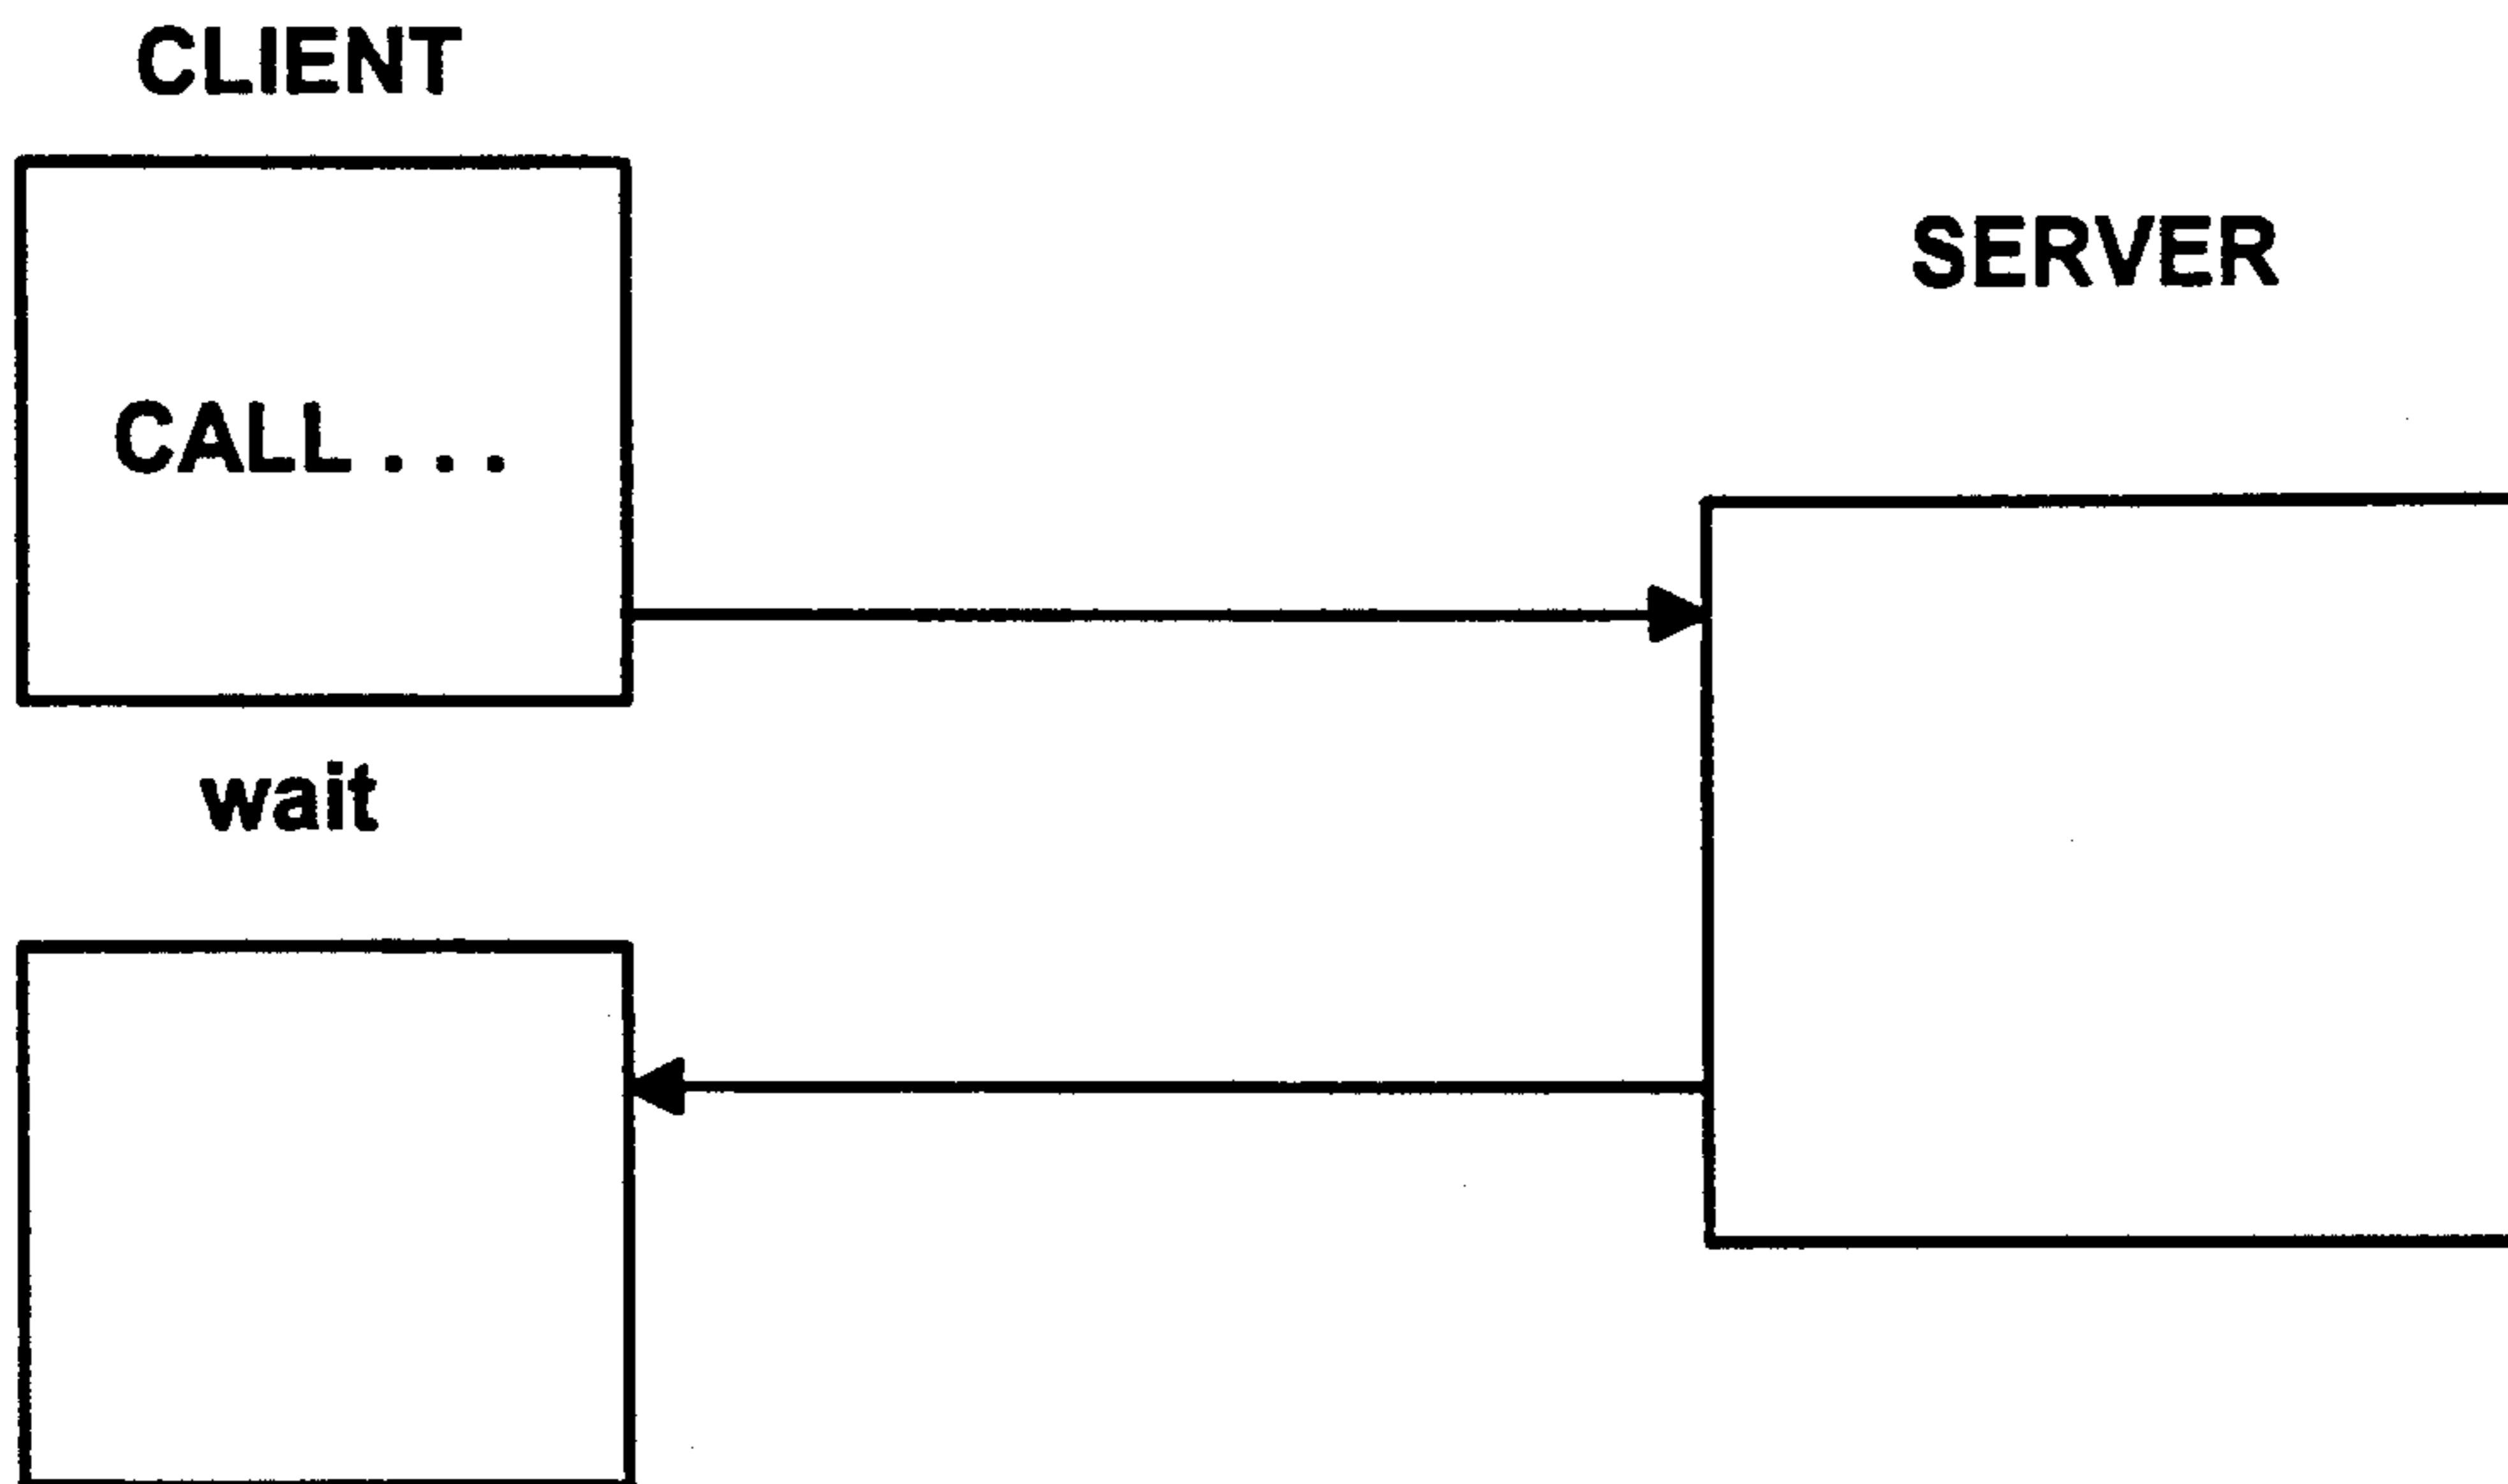 CLIENT
SERVER
CALL . . .
wait